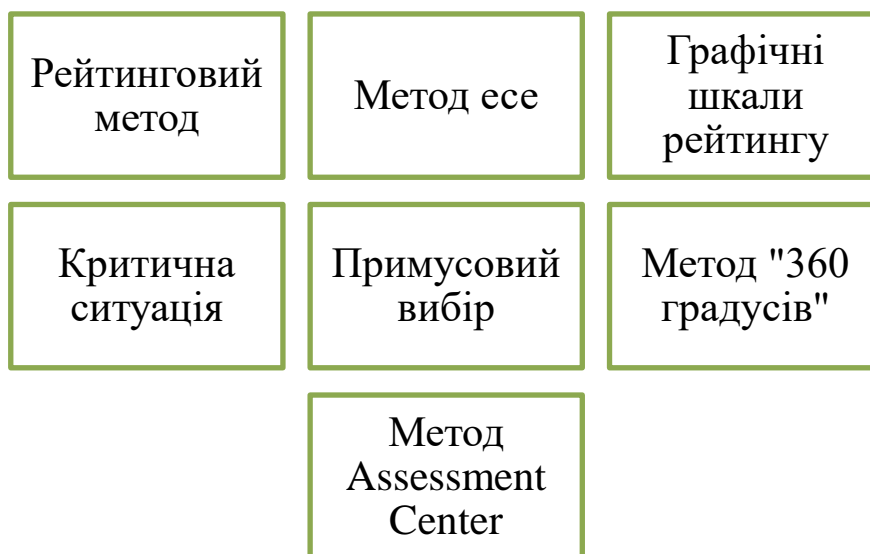 Рейтинговий
метод
Метод есе
Графічні
шкали
рейтингу
Критична
ситуація
Примусовий
вибір
Метод "360
градусів"
Метод
Assessment
Center